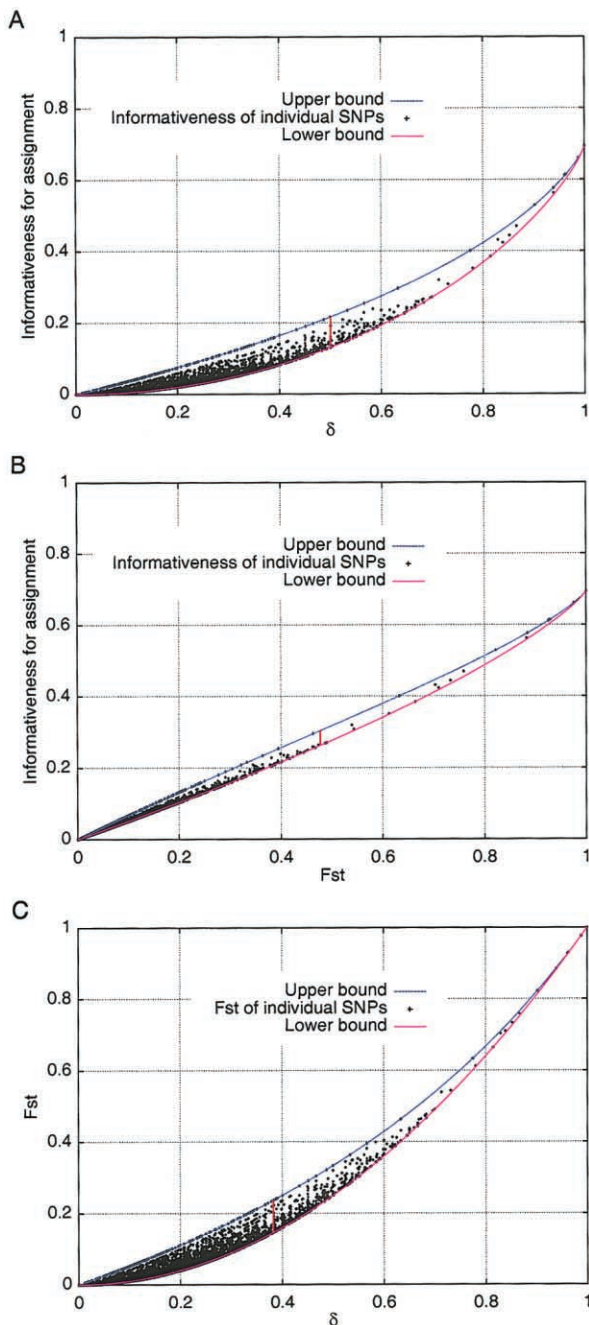 A
1
0.8
0.6
0.4
0.2
0
Informativeness for assignment
Upper bound
Informativeness of individual SNPs
Lower bound
0 0.2 0.4 0.6 0.8 1
δ
B
1
0.8
0.6
0.4
0.2
0
Informativeness for assignment
Upper bound
Informativeness of individual SNPs
Lower bound
0 0.2 0.4 0.6 0.8 1
Fst
C
1
0.8
0.6
0.4
0.2
0
Fst
Upper bound
Fst of individual SNPs
Lower bound
0 0.2 0.4 0.6 0.8 1
δ